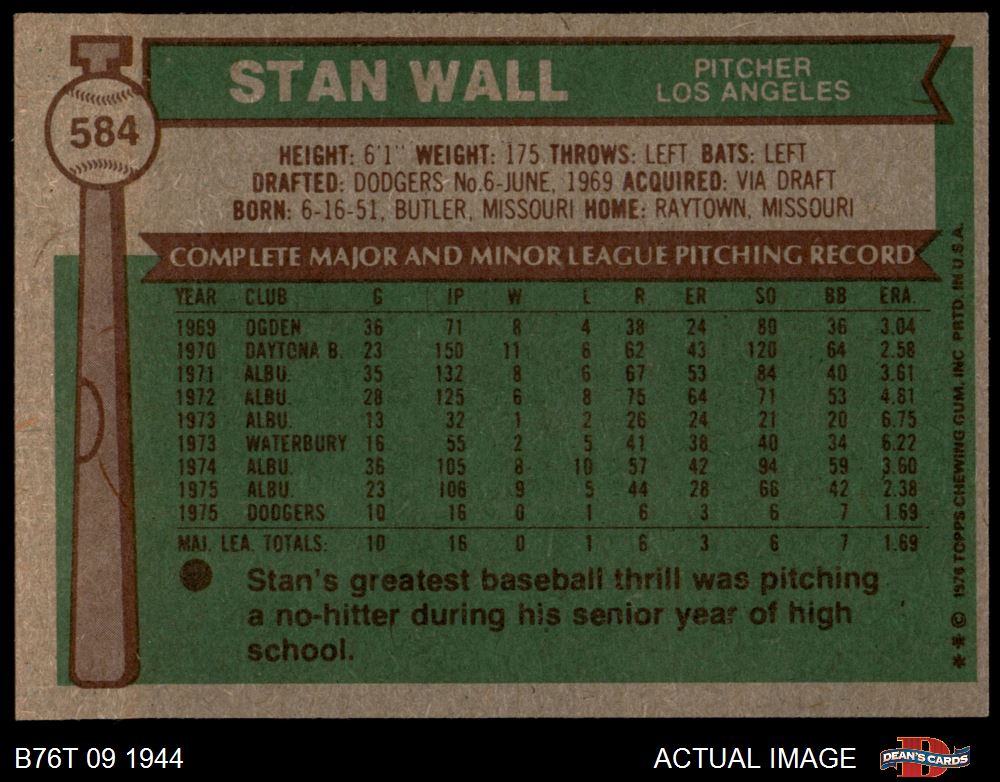 584
STAN WALL
PITCHER
LOS ANGELES
HEIGHT: 6'1" WEIGHT: 175 THROWS: LEFT BATS: LEFT
DRAFTED: DODGERS No.6-JUNE, 1969 ACQUIRED: VIA DRAFT
BORN: 6-16-51, BUTLER, MISSOURI HOME: RAYTOWN, MISSOURI
COMPLETE MAJOR AND MINOR LEAGUE PITCHING RECORD
YEAR CLUB G IP W L R ER SO BB ERA.
1969 OGDEN 36 71 8 4 38 24 80 36 3.04
1970 DAYTONA B. 23 150 11 6 62 43 120 64 2.58
1971 ALBU. 35 132 8 6 67 53 84 40 3.61
1972 ALBU. 28 125 6 8 75 64 71 53 4.81
1973 ALBU. 13 32 1 2 26 24 21 20 6.75
1973 WATERBURY 16 55 2 5 41 38 40 34 6.22
1974 ALBU. 36 105 8 10 57 42 94 59 3.60
1975 ALBU. 23 106 9 5 44 28 66 42 2.38
1975 DODGERS 10 16 0 1 6 3 6 7 1.69
MAJ. LEA. TOTALS: 10 16 0 1 6 3 6 7 1.69
Stan's greatest baseball thrill was pitching
a no-hitter during his senior year of high
school.
* * © 1976 TOPPS CHEWING GUM, INC. PRTD. IN U.S.A.
B76T 09 1944
ACTUAL IMAGE
DEAN'S CARDS